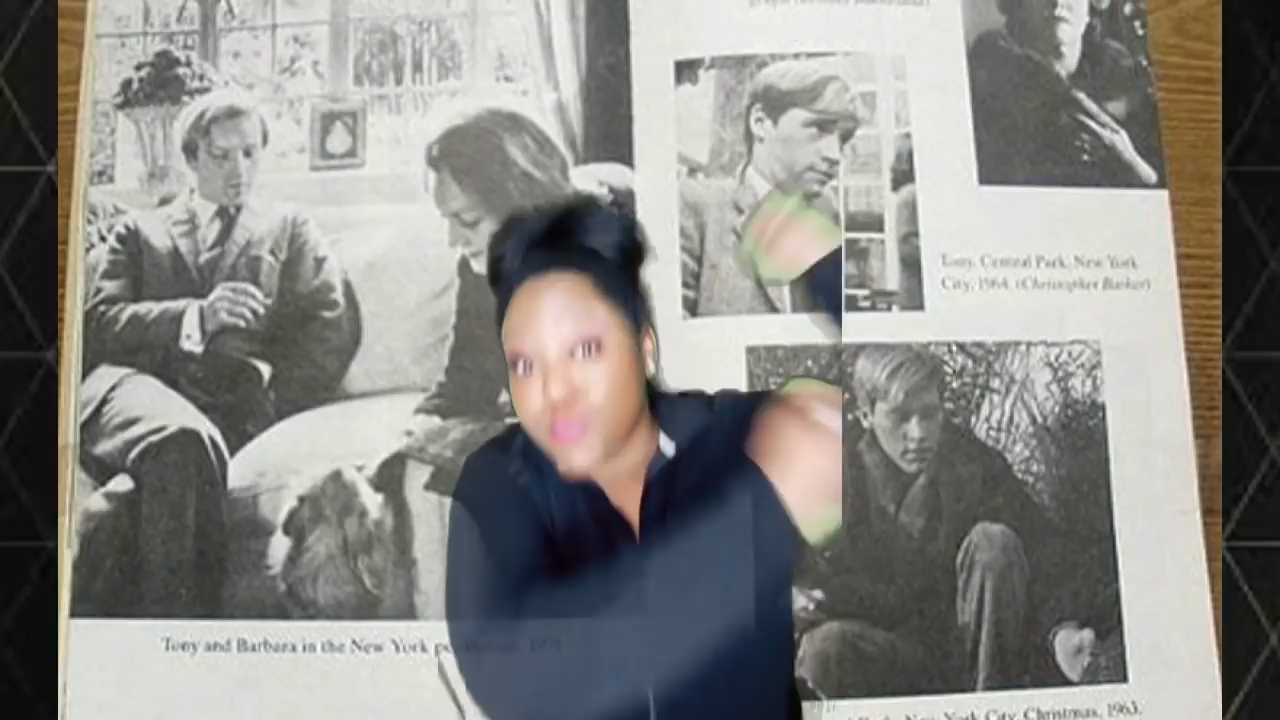 Tony, Central Park, New York
City, 1964. (Christopher Barker)
Tony and Barbara in the New York
New York City, Christmas, 1963.